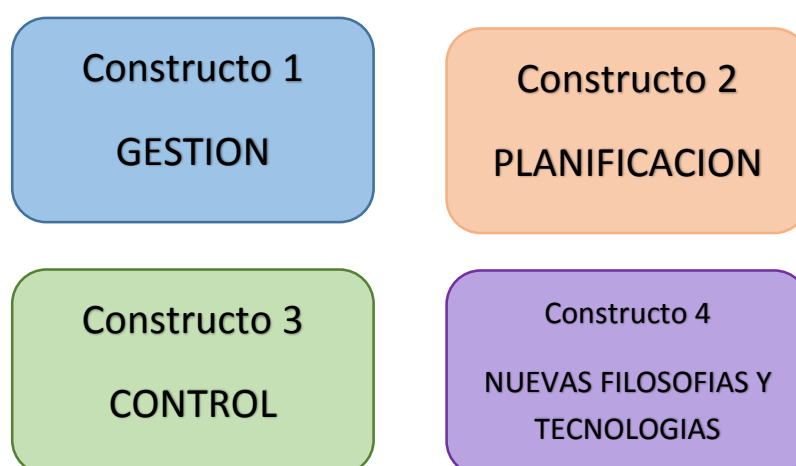 Constructo 1
GESTION
Constructo 2
PLANIFICACION
Constructo 3
CONTROL
Constructo 4
NUEVAS FILOSOFIAS Y
TECNOLOGIAS